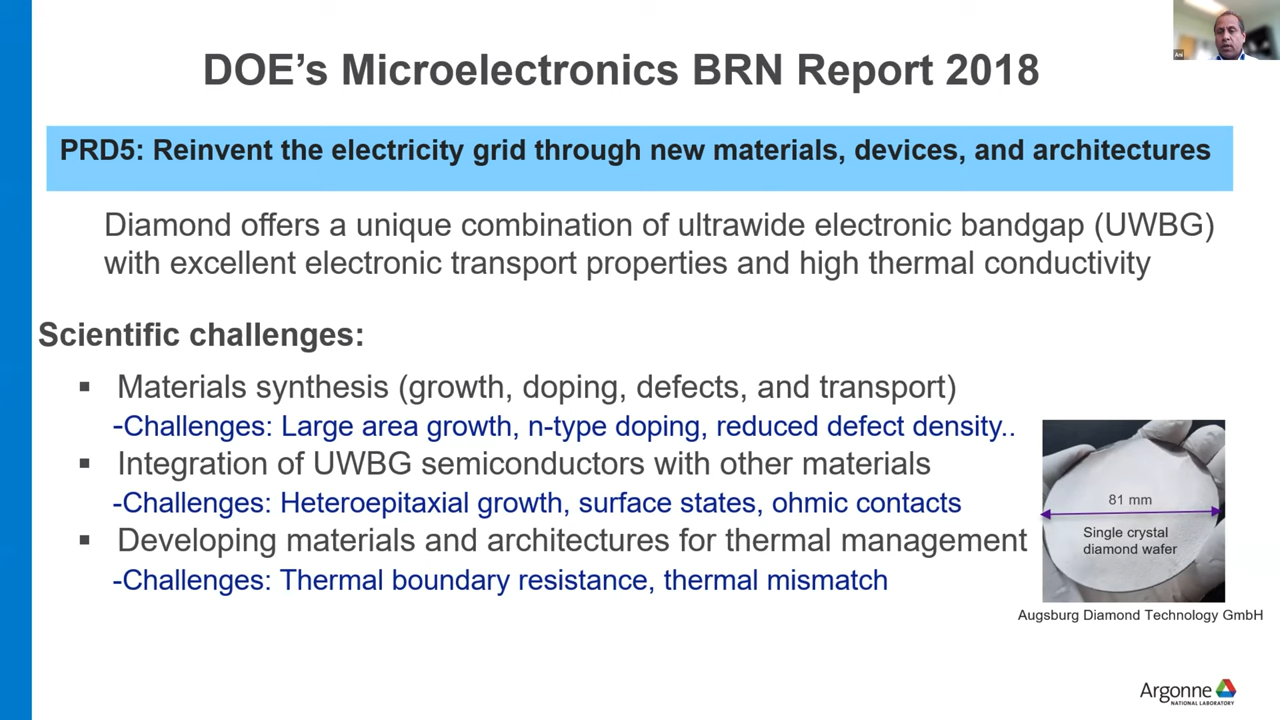 DOE's Microelectronics BRN Report 2018
PRD5: Reinvent the electricity grid through new materials, devices, and architectures
Diamond offers a unique combination of ultrawide electronic bandgap (UWBG)
with excellent electronic transport properties and high thermal conductivity
Scientific challenges:
▪ Materials synthesis (growth, doping, defects, and transport)
-Challenges: Large area growth, n-type doping, reduced defect density..
▪ Integration of UWBG semiconductors with other materials
-Challenges: Heteroepitaxial growth, surface states, ohmic contacts
▪ Developing materials and architectures for thermal management
-Challenges: Thermal boundary resistance, thermal mismatch
81 mm
Single crystal
diamond wafer
Augsburg Diamond Technology GmbH
Argonne
NATIONAL LABORATORY
Ani